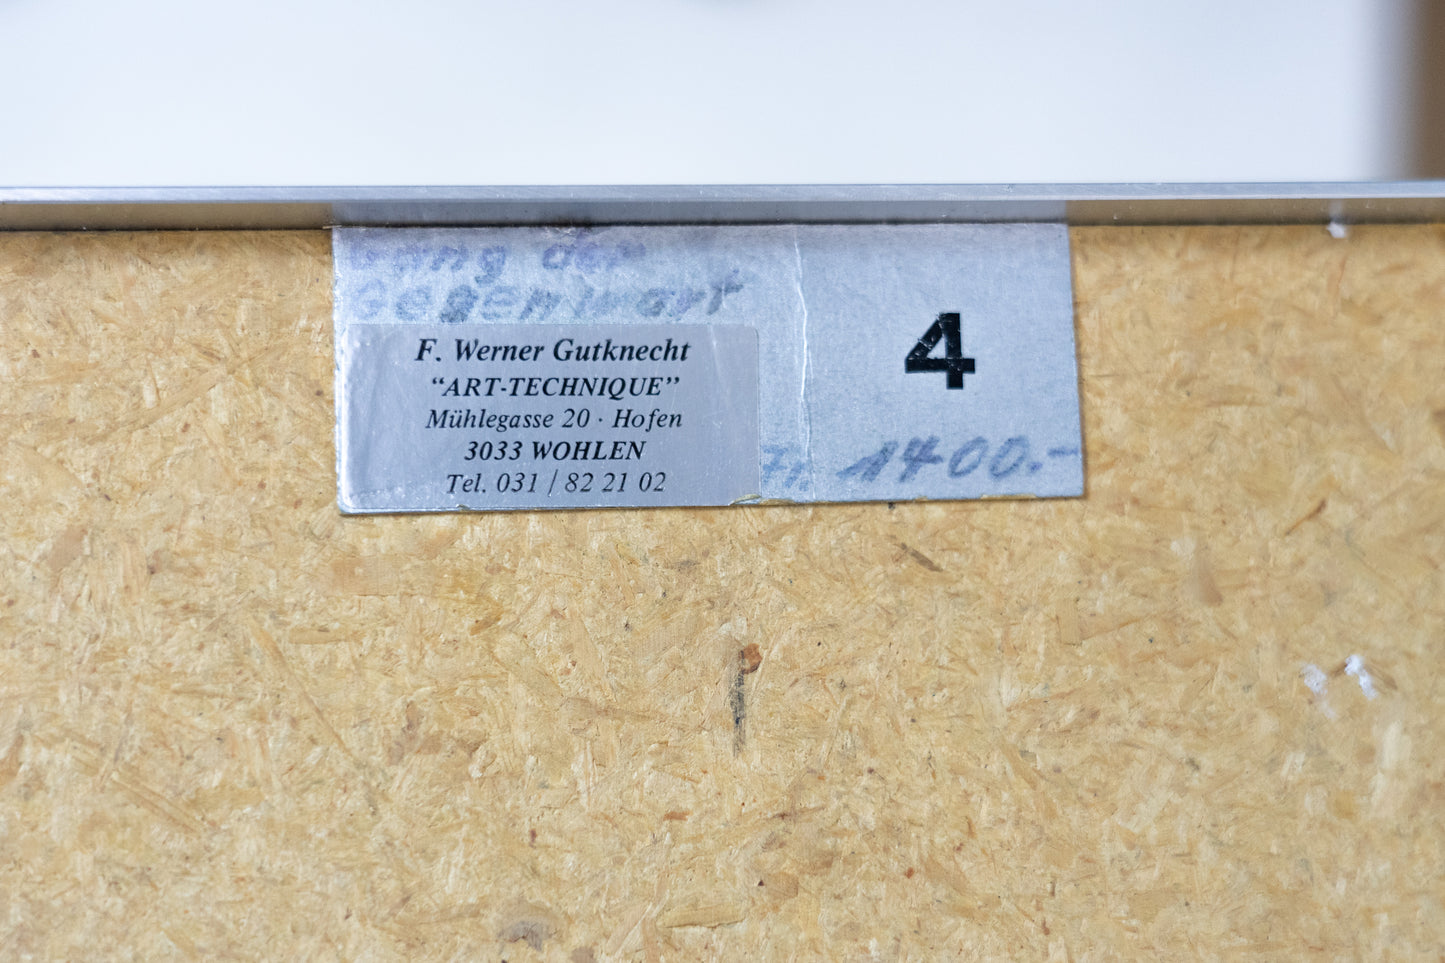 der
Gegenwart
F. Werner Gutknecht
“ART-TECHNIQUE”
Mühlegasse 20 · Hofen
3033 WOHLEN
Tel. 031 / 82 21 02
4
Fr. 1400.-